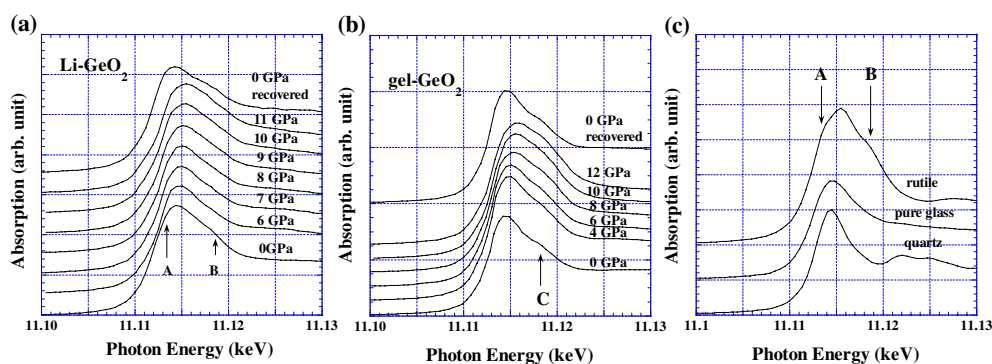 (a)
Li-GeO2
0 GPa
recovered
11 GPa
10 GPa
9 GPa
8 GPa
7 GPa
6 GPa
0GPa
A
B
Absorption (arb. unit)
11.10 11.11 11.12 11.13
Photon Energy (keV)
(b)
gel-GeO2
0 GPa
recovered
12 GPa
10 GPa
8 GPa
6 GPa
4 GPa
0 GPa
C
Absorption (arb. unit)
11.10 11.11 11.12 11.13
Photon Energy (keV)
(c)
A
B
rutile
pure glass
quartz
Absorption (arb. unit)
11.1 11.11 11.12 11.13
Photon Energy (keV)